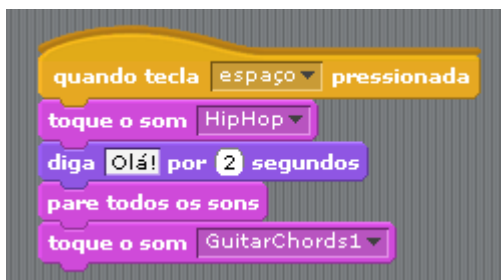 quando tecla espaço pressionada
toque o som HipHop
diga Olá! por 2 segundos
pare todos os sons
toque o som GuitarChords1